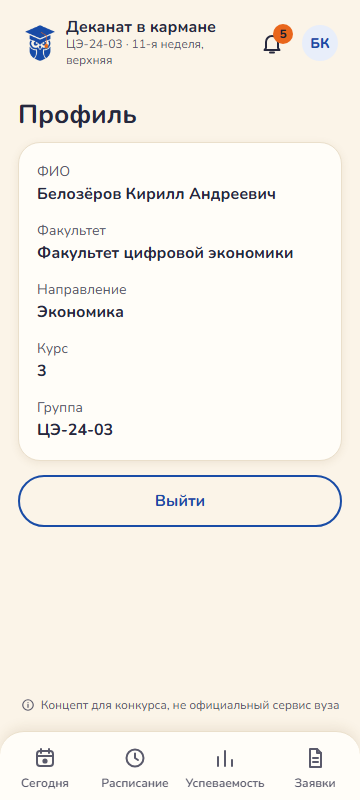 Деканат в кармане
ЦЭ-24-03 · 11-я неделя,
верхняя
5
БК
Профиль
ФИО
Белозёров Кирилл Андреевич
Факультет
Факультет цифровой экономики
Направление
Экономика
Курс
3
Группа
ЦЭ-24-03
Выйти
Концепт для конкурса, не официальный сервис вуза
Сегодня
Расписание
Успеваемость
Заявки